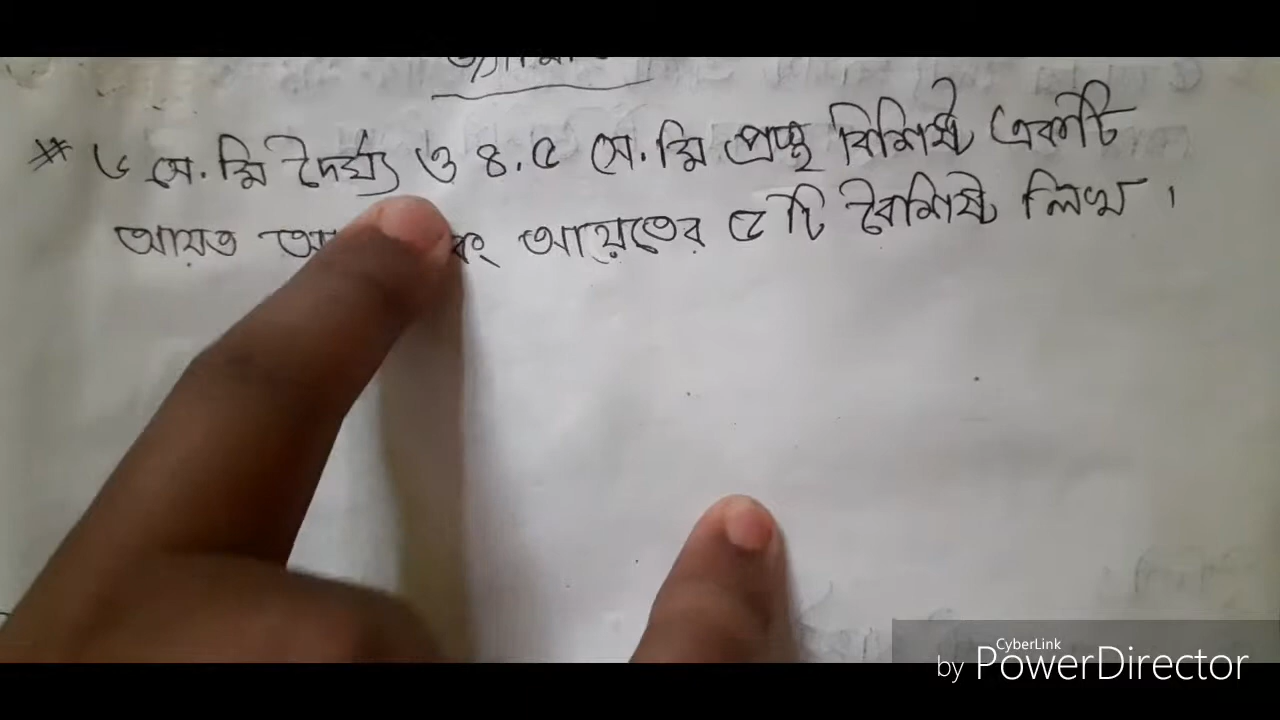 * ৬ সে.মি দৈর্ঘ্য ও ৪.৫ সে.মি প্রস্থ বিশিষ্ট একটি
আয়ত বং আয়তের ৫টি বৈশিষ্ট লিখ ।
CyberLink
by PowerDirector